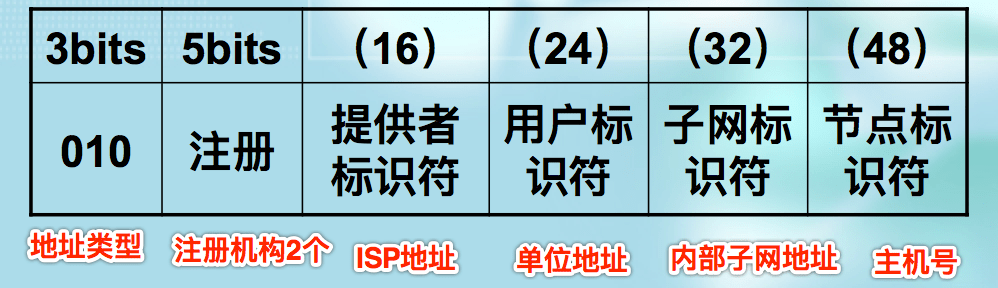 3bits 5bits （16） （24） （32） （48）
010 注册 提供者 用户标 子网标 节点标
标识符 识符 识符 识符
地址类型 注册机构2个 ISP地址 单位地址 内部子网地址 主机号